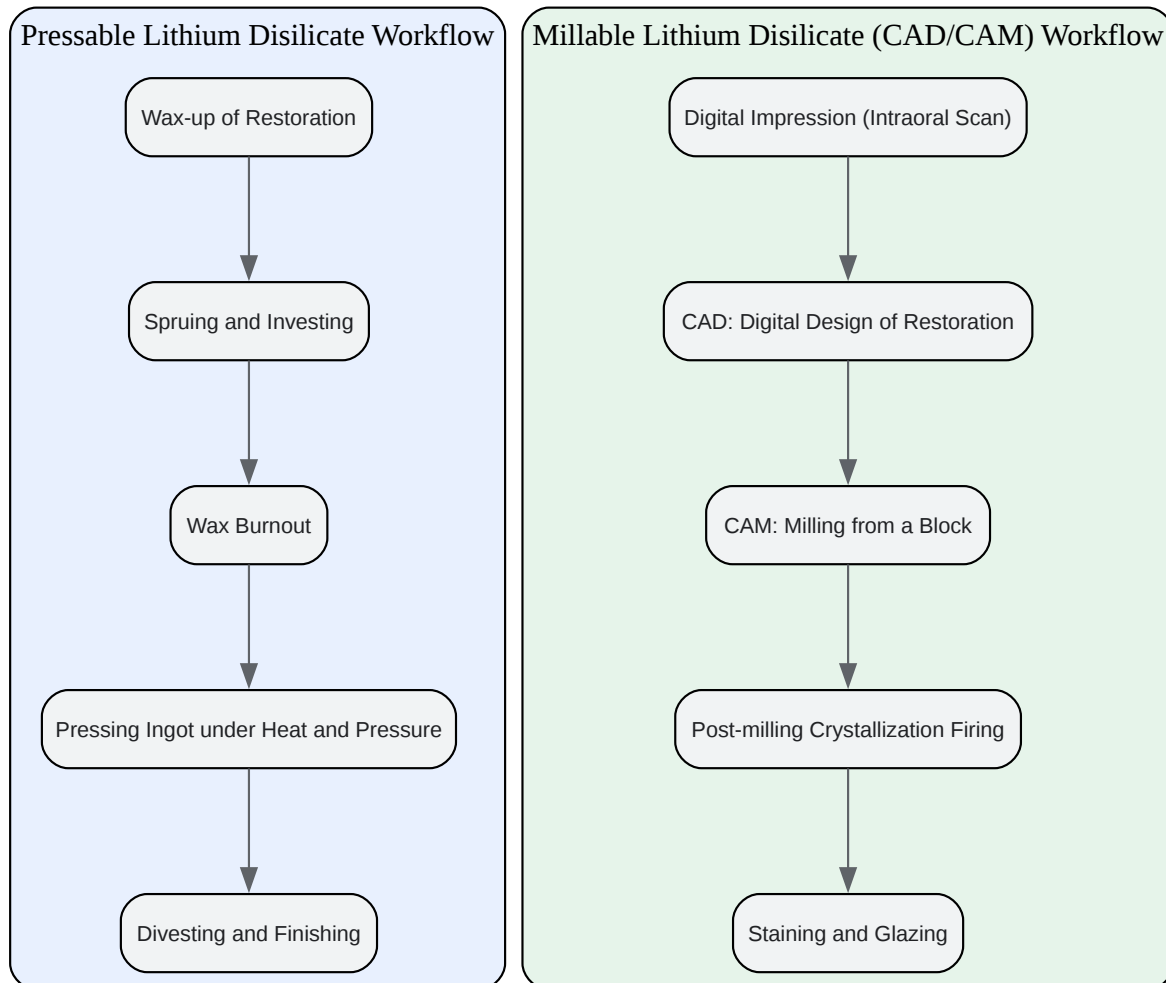 Pressable Lithium Disilicate Workflow
Wax-up of Restoration
Spruing and Investing
Wax Burnout
Pressing Ingot under Heat and Pressure
Divesting and Finishing
Millable Lithium Disilicate (CAD/CAM) Workflow
Digital Impression (Intraoral Scan)
CAD: Digital Design of Restoration
CAM: Milling from a Block
Post-milling Crystallization Firing
Staining and Glazing